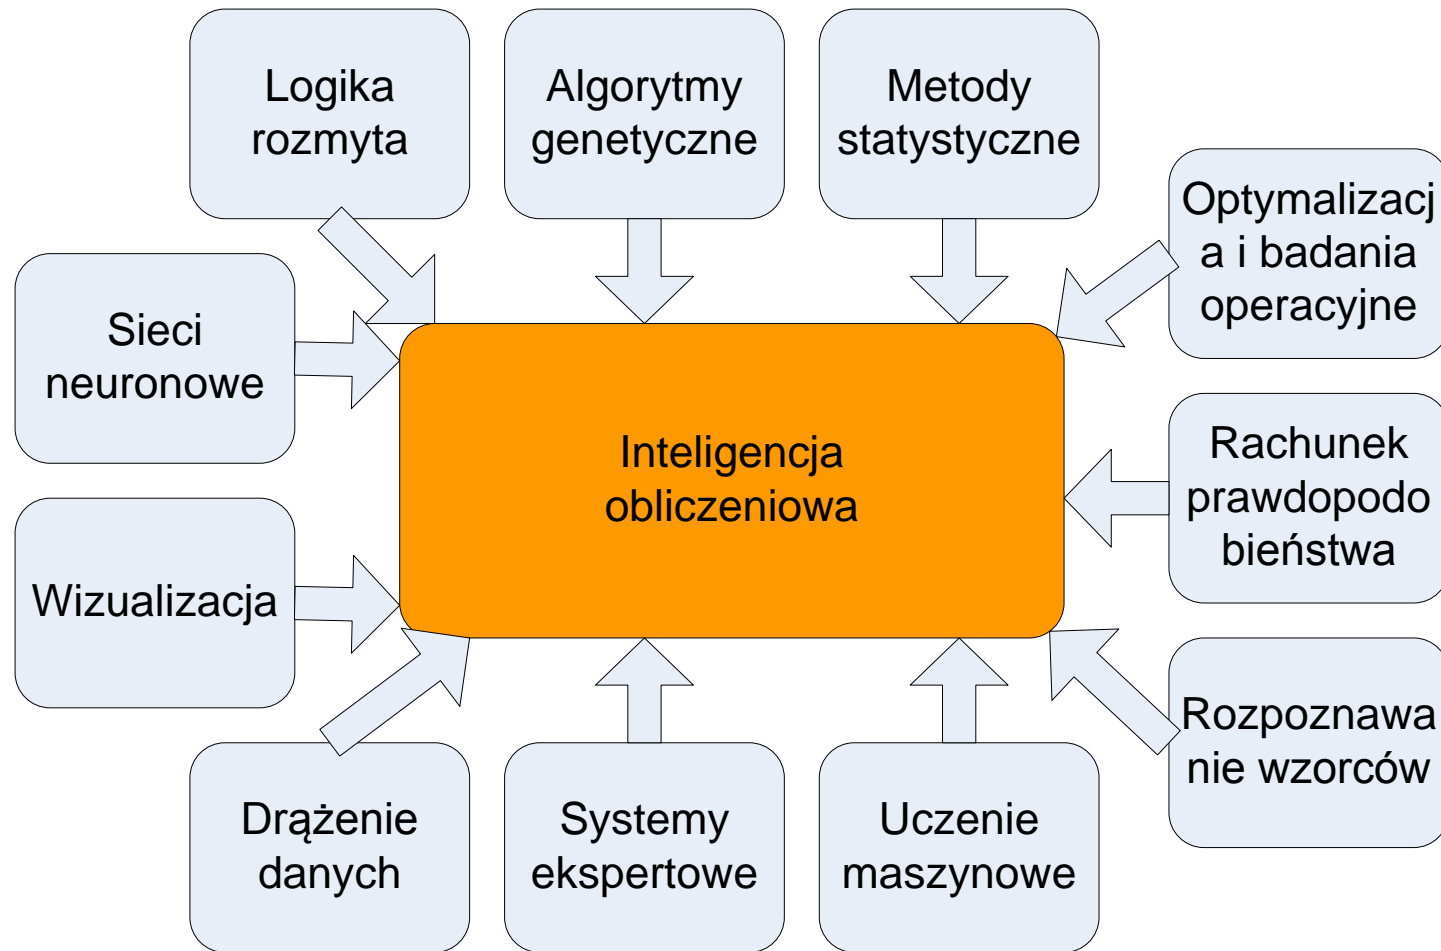 Logika
rozmyta
Algorytmy
genetyczne
Metody
statystyczne
Optymalizacj
a i badania
operacyjne
Sieci
neuronowe
Inteligencja
obliczeniowa
Rachunek
prawdopodo
bieństwa
Wizualizacja
Rozpoznawa
nie wzorców
Drążenie
danych
Systemy
ekspertowe
Uczenie
maszynowe